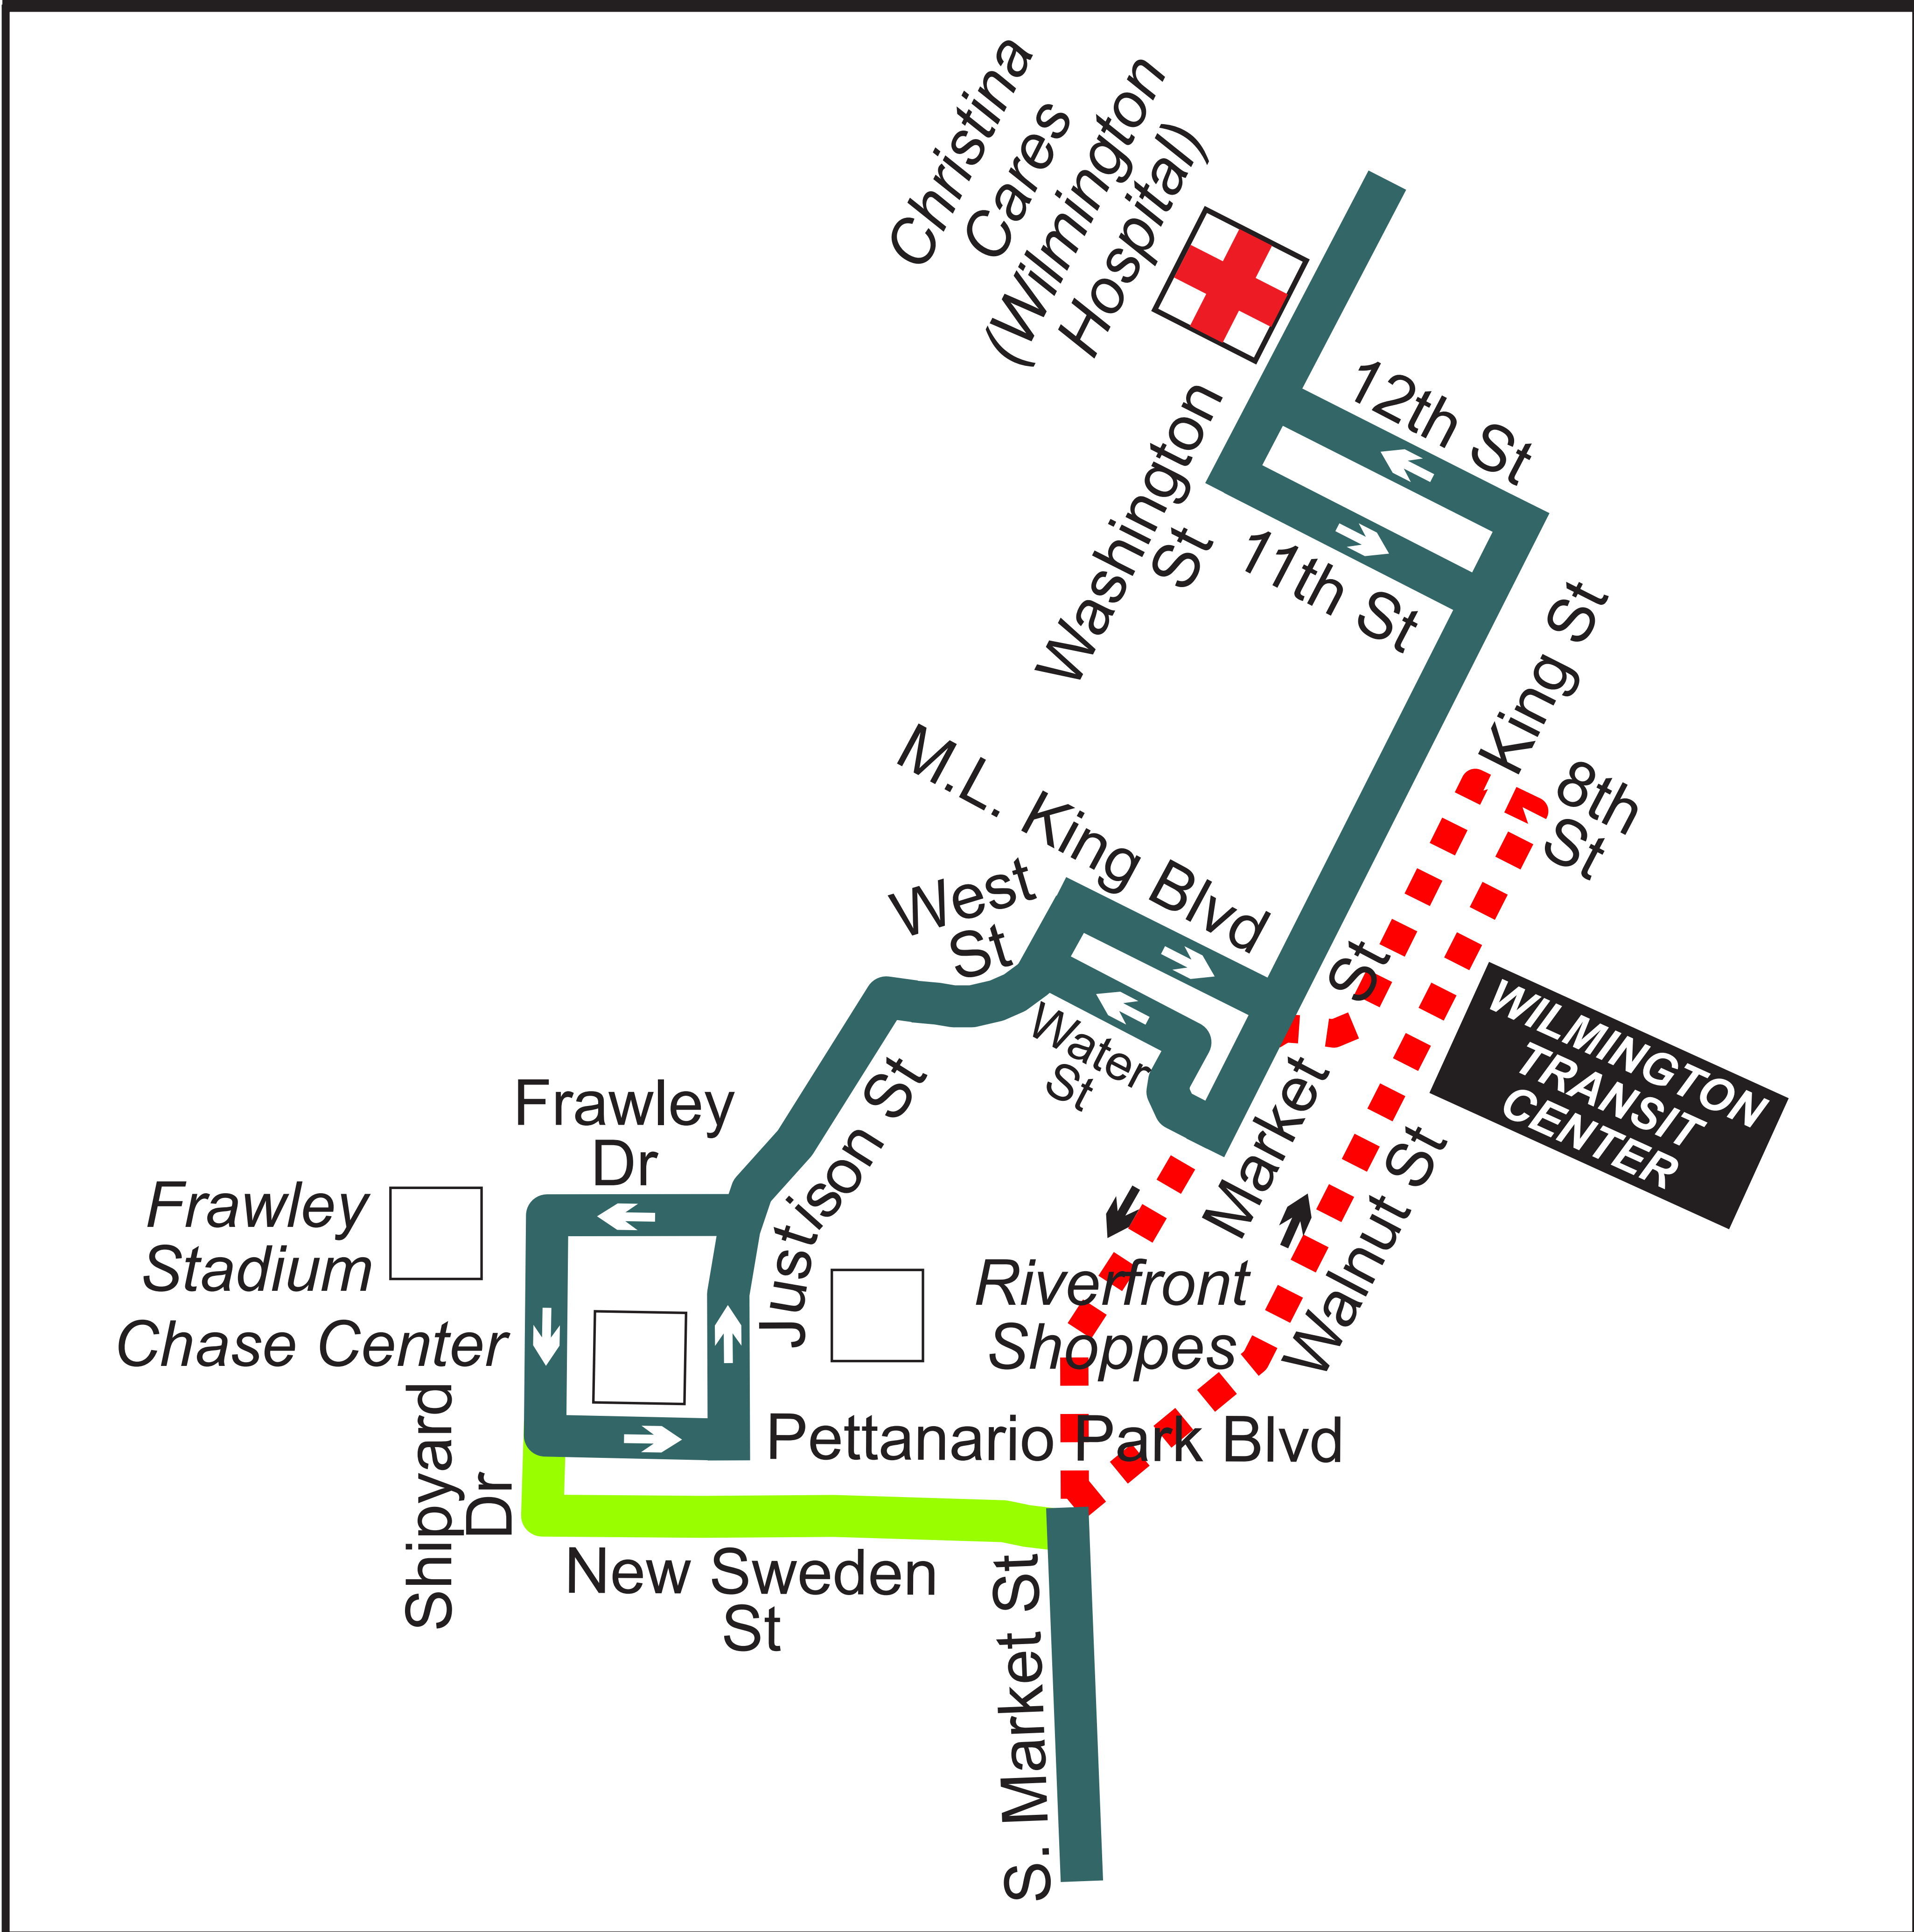 Christina
Cares
(Wilmington
Hospital)
12th St
Washington
St
11th St
King St
8th
St
M.L. King Blvd
West
St
Water
St
Market St
WILMINGTON
TRANSIT
CENTER
Walnut St
Justison St
Frawley
Dr
Frawley
Stadium
Chase Center
Riverfront
Shoppes
Pettanario Park Blvd
Shipyard
Dr
New Sweden
St
S. Market St